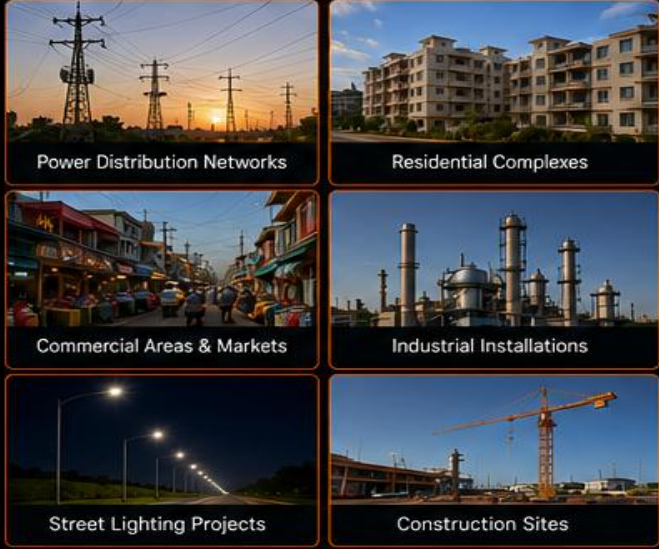 Power Distribution Networks
Residential Complexes
Commercial Areas & Markets
Industrial Installations
Street Lighting Projects
Construction Sites